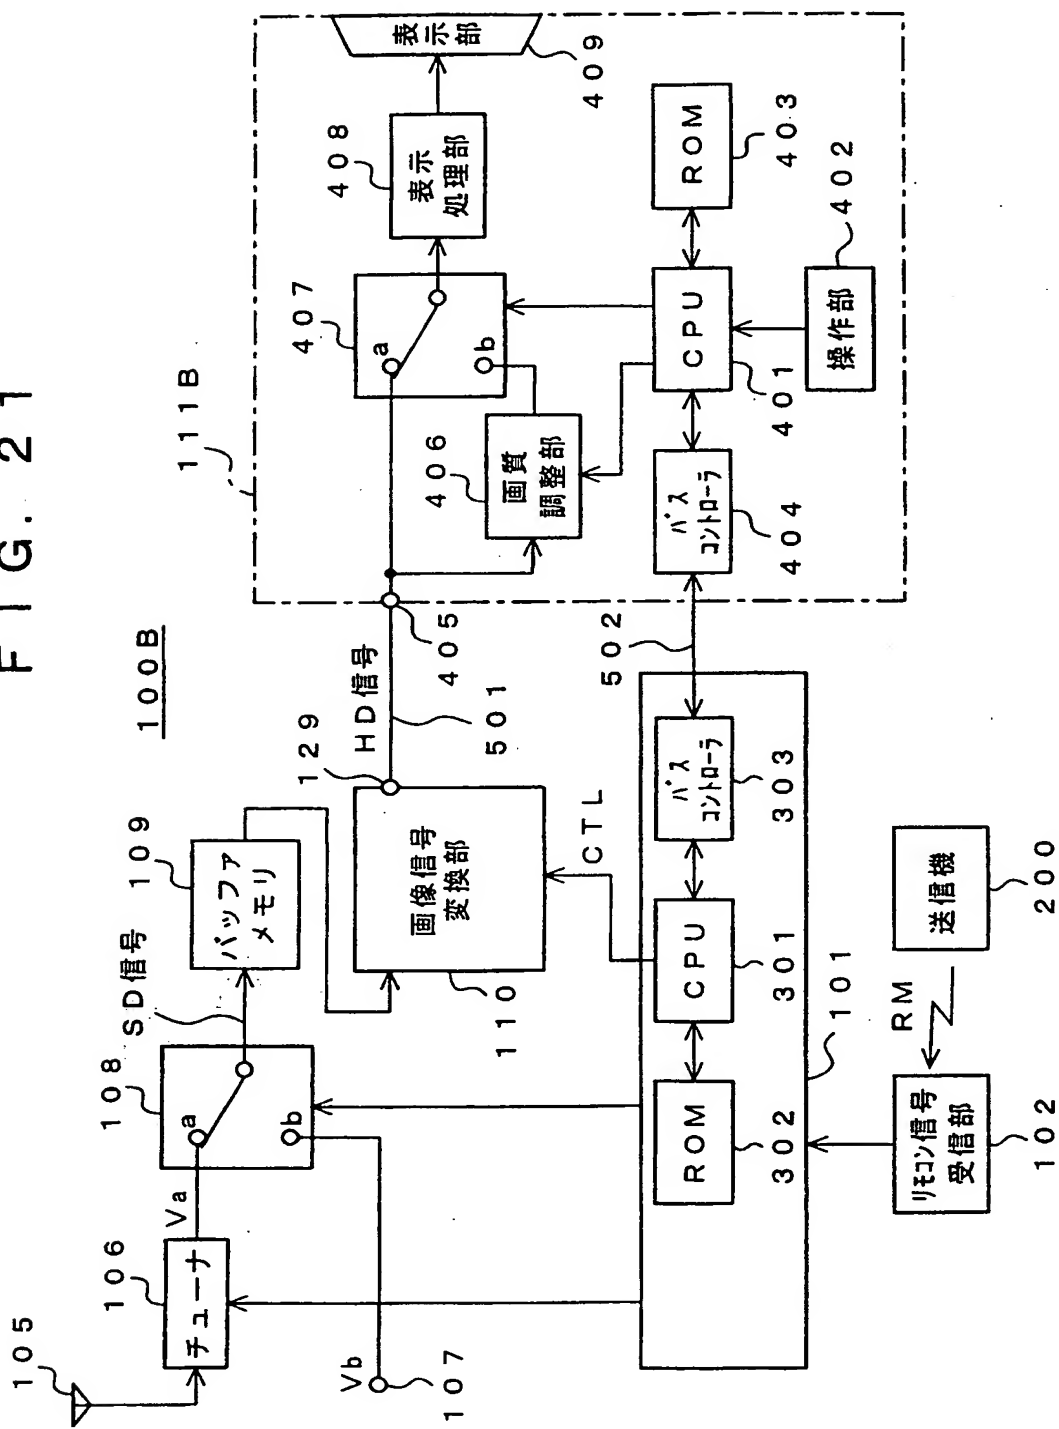 FIG. 21
100B
105
106
チューナ
Va
Vb
107
108
a
b
SD信号
109
バッファ
メモリ
110
画像信号
変換部
129
HD信号
501
405
CTL
111B
406
画質
調整部
407
a
b
408
表示
処理部
表示部
409
101
ROM
302
CPU
301
バス
コントローラ
303
502
バス
コントローラ
404
CPU
401
ROM
403
操作部
402
リモコン信号
受信部
102
RM
送信機
200